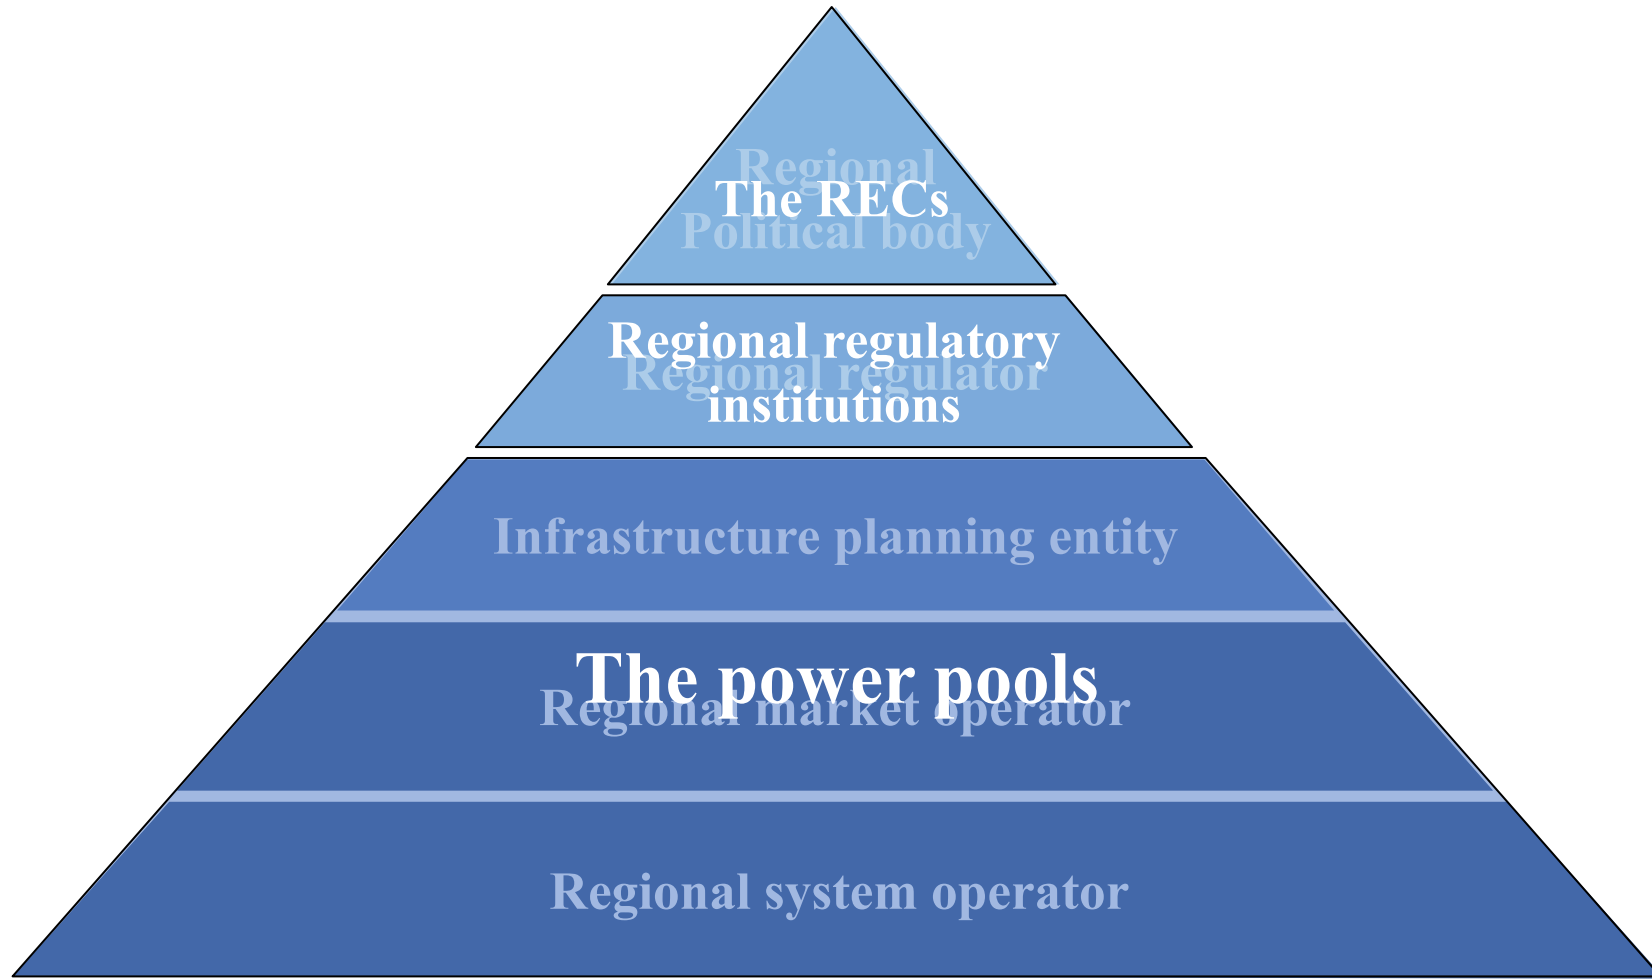 Regional
The RECs
Political body
Regional regulatory
Regional regulator
institutions
Infrastructure planning entity
The power pools
Regional market operator
Regional system operator